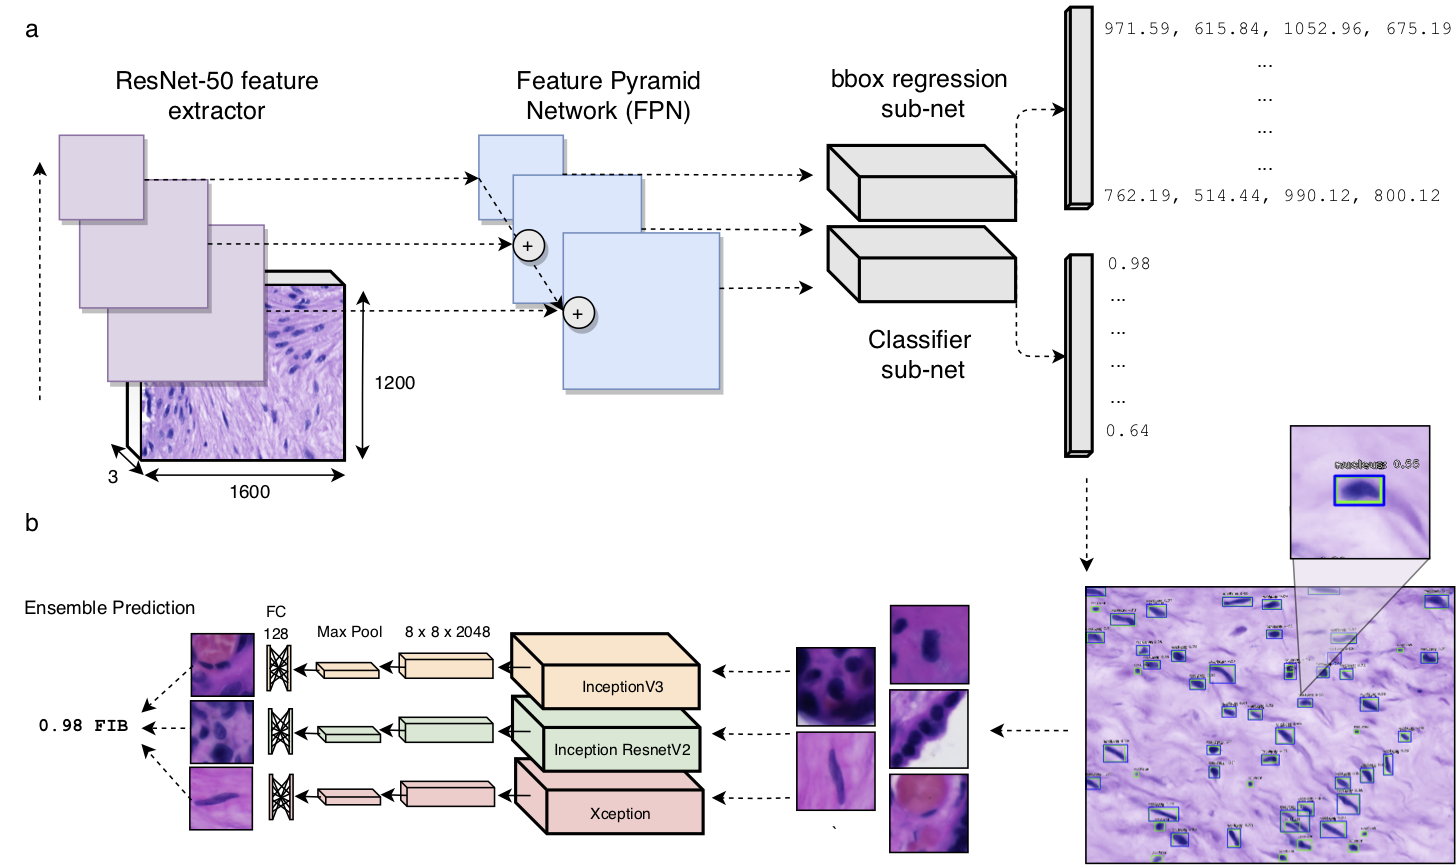 a
ResNet-50 feature
extractor
Feature Pyramid
Network (FPN)
bbox regression
sub-net
971.59, 615.84, 1052.96, 675.19
...
...
...
...
762.19, 514.44, 990.12, 800.12
+
+
Classifier
sub-net
0.98
...
...
...
...
0.64
1200
3
1600
nucleus: 0.55
b
Ensemble Prediction
FC
128
Max Pool
8 x 8 x 2048
InceptionV3
0.98 FIB
Inception ResnetV2
Xception